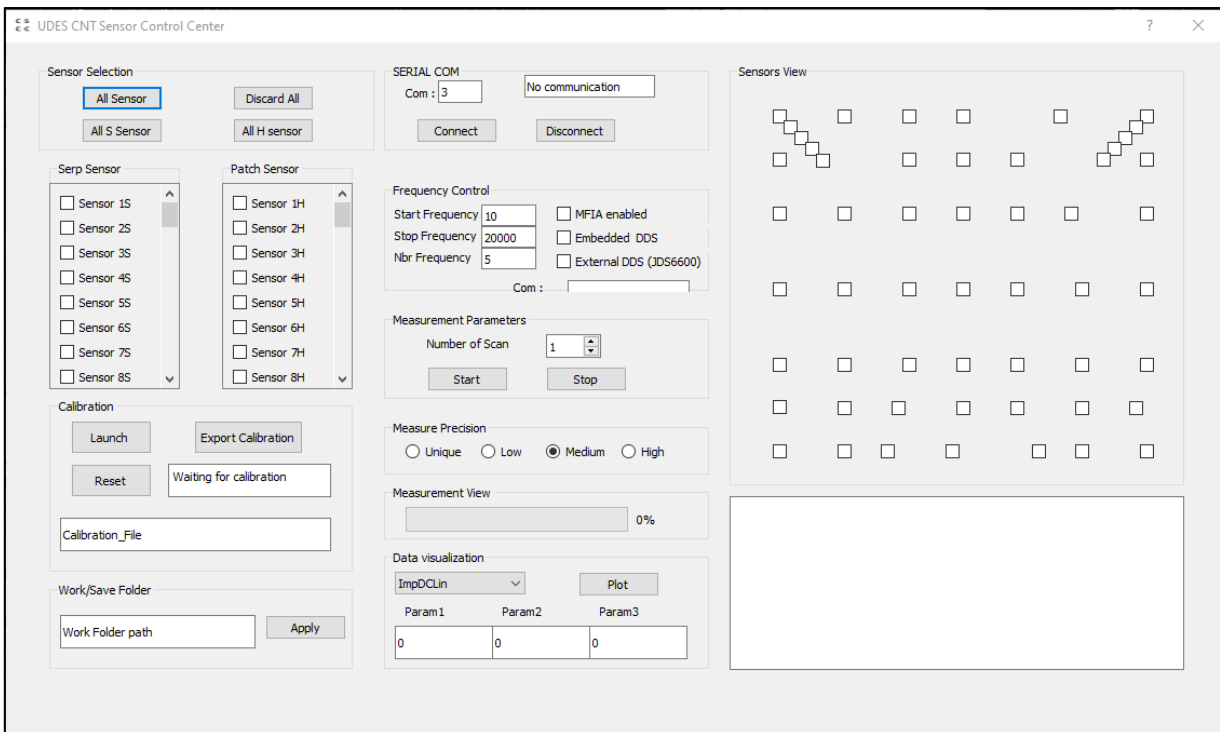 CS
CC UDES CNT Sensor Control Center
Sensor Selection
All Sensor Discard All
All S Sensor All H sensor
Serp Sensor Patch Sensor
Sensor 1S Sensor 1H
Sensor 2S Sensor 2H
Sensor 3S Sensor 3H
Sensor 4S Sensor 4H
Sensor 5S Sensor 5H
Sensor 6S Sensor 6H
Sensor 7S Sensor 7H
Sensor 8S Sensor 8H
Calibration
Launch Export Calibration
Reset Waiting for calibration
Calibration_File
Work/Save Folder
Work Folder path Apply
SERIAL COM
Com : 3 No communication
Connect Disconnect
Frequency Control
Start Frequency 10 MFIA enabled
Stop Frequency 20000 Embedded DDS
Nbr Frequency 5 External DDS (JDS6600)
Com :
Measurement Parameters
Number of Scan 1
Start Stop
Measure Precision
Unique Low Medium High
Measurement View
0%
Data visualization
ImpDCLin Plot
Param1 Param2 Param3
0 0 0
Sensors View